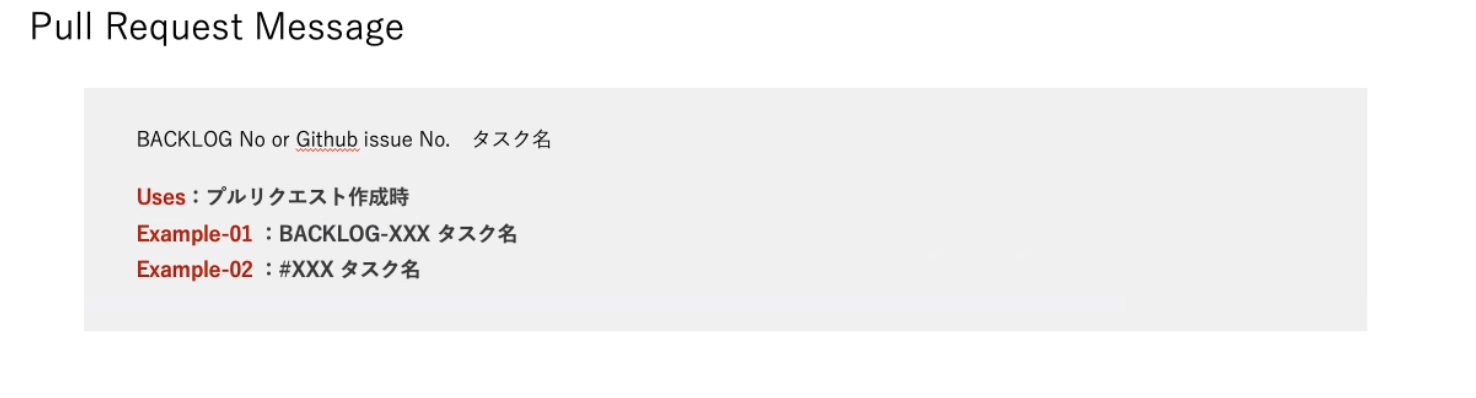 Pull Request Message
BACKLOG No or Github issue No.　タスク名
Uses：プルリクエスト作成時
Example-01 ：BACKLOG-XXX タスク名
Example-02 ：#XXX タスク名